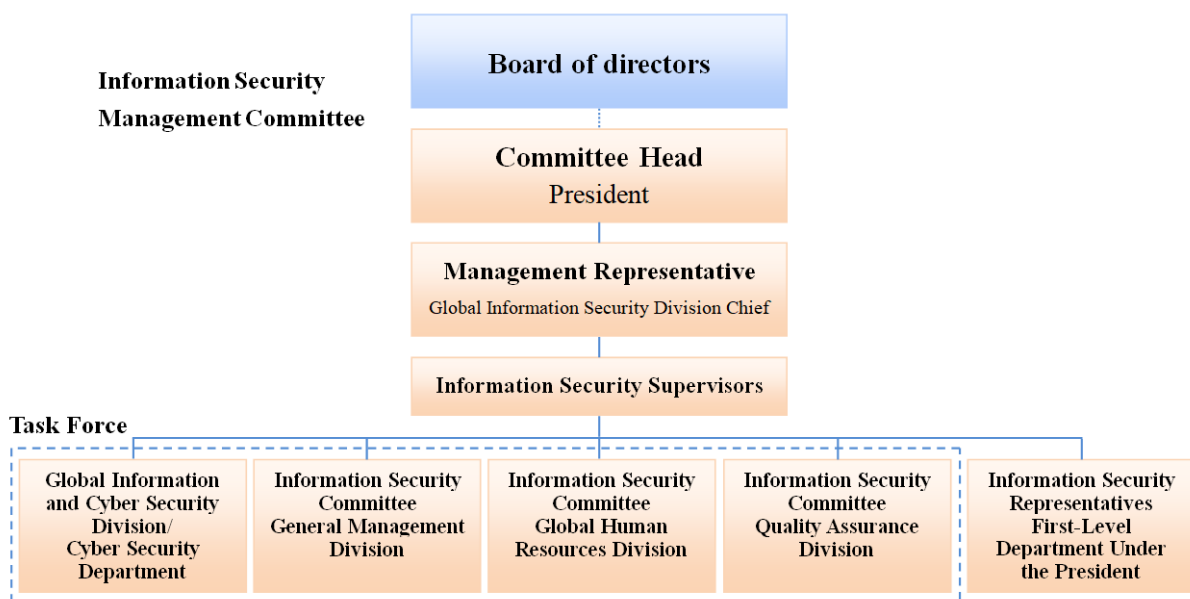 Board of directors
Information Security
Management Committee
Committee Head
President
Management Representative
Global Information Security Division Chief
Information Security Supervisors
Task Force
Global Information
and Cyber Security
Division/
Cyber Security
Department
Information Security
Committee
General Management
Division
Information Security
Committee
Global Human
Resources Division
Information Security
Committee
Quality Assurance
Division
Information Security
Representatives
First-Level
Department Under
the President